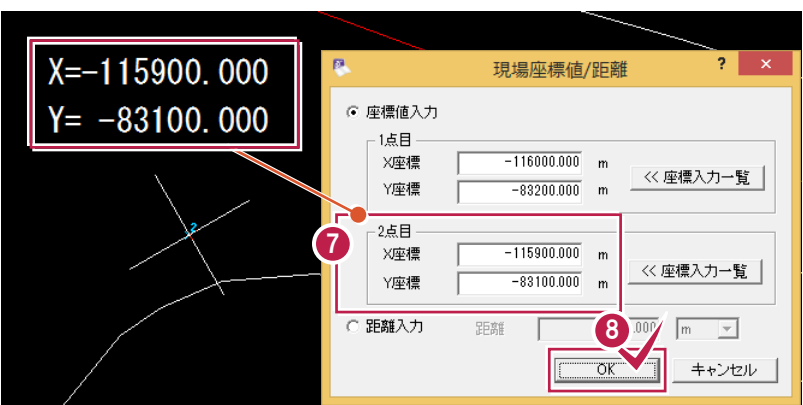 X=-115900.000
Y= -83100.000
2
現場座標値/距離
?
×
座標値入力
1点目
X座標 -116000.000 m
<< 座標入力一覧
Y座標 -83200.000 m
7
2点目
X座標 -115900.000 m
<< 座標入力一覧
Y座標 -83100.000 m
距離入力 距離 .000 m
8
OK キャンセル